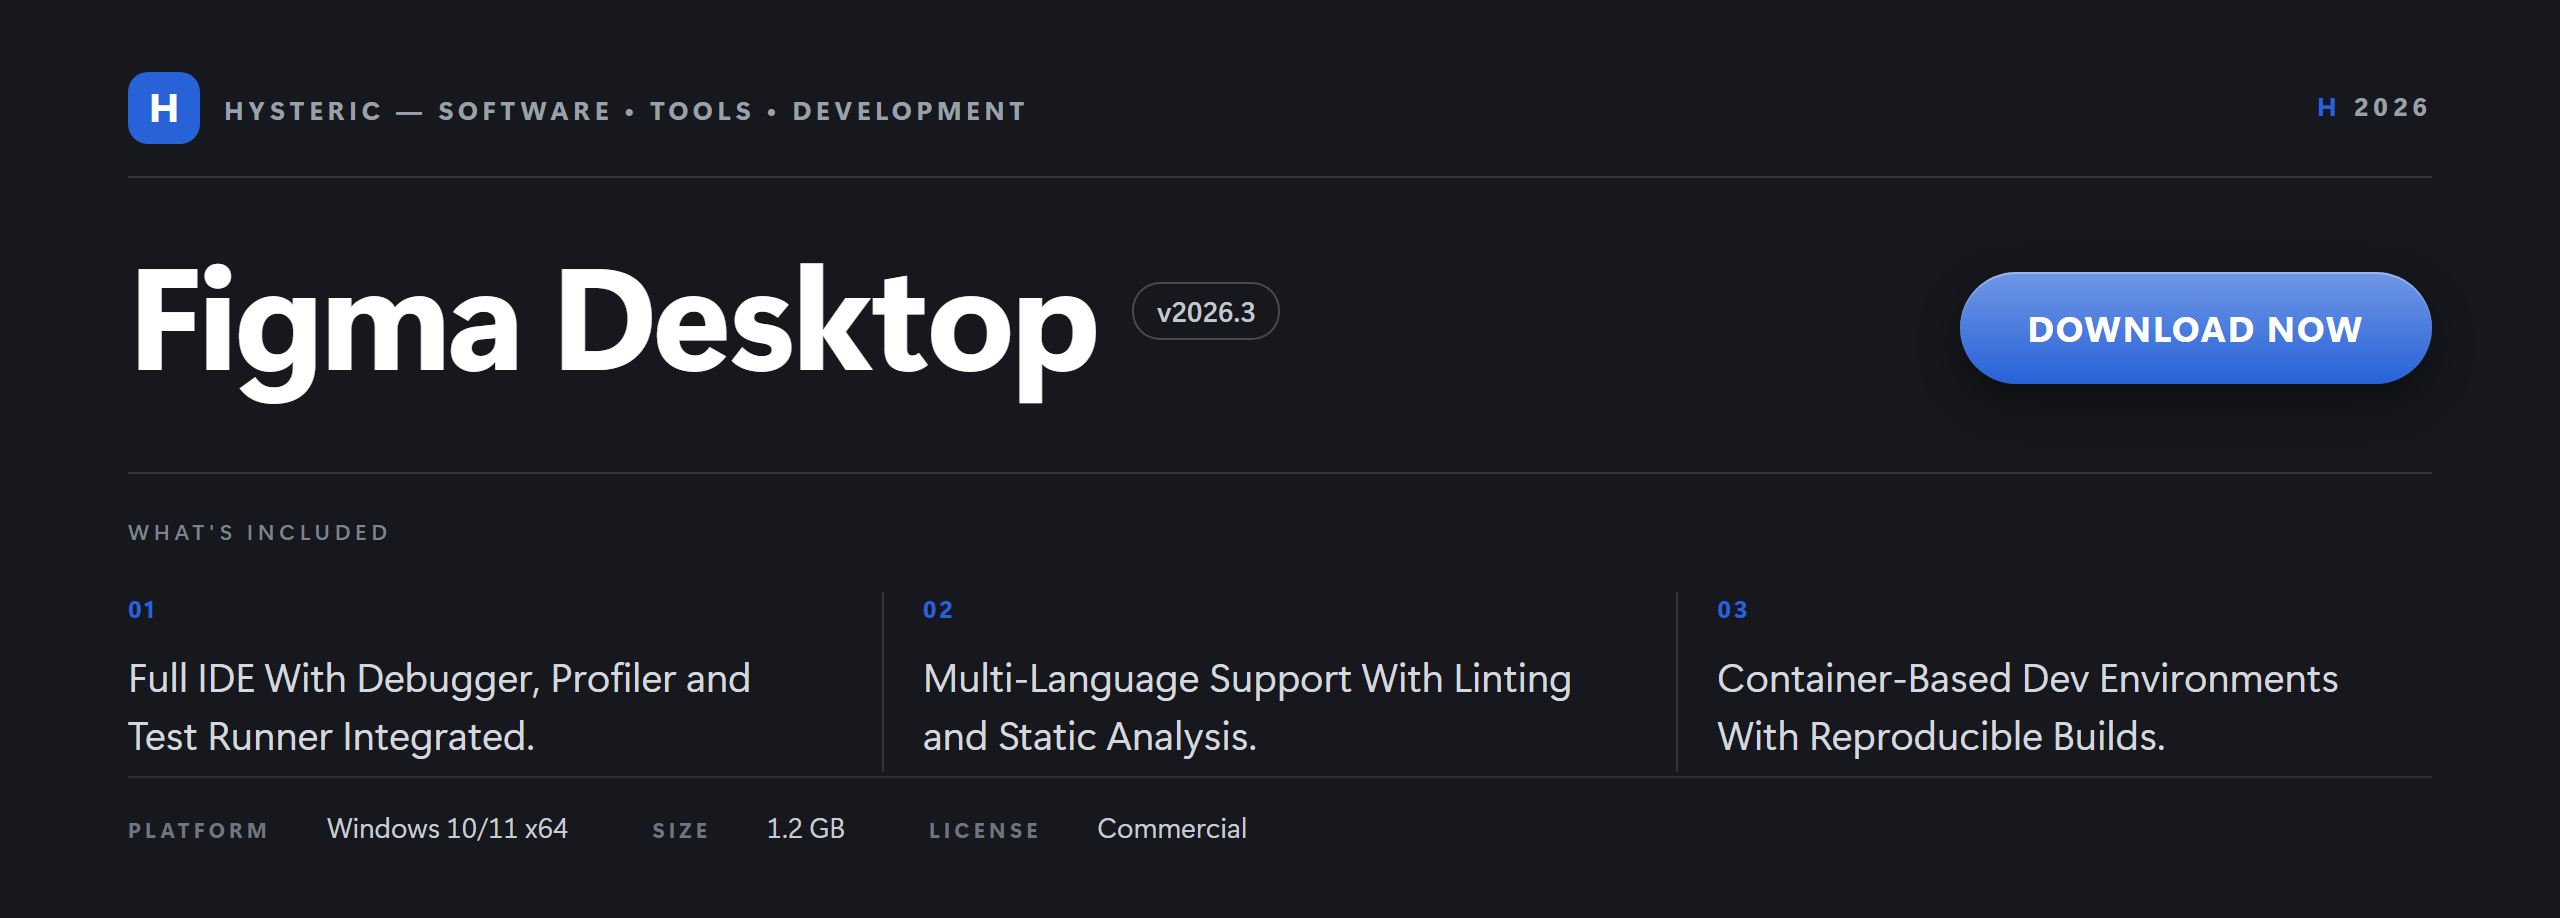 H HYSTERIC — SOFTWARE • TOOLS • DEVELOPMENT
H 2026
Figma Desktop v2026.3
DOWNLOAD NOW
WHAT'S INCLUDED
01
Full IDE With Debugger, Profiler and
Test Runner Integrated.
02
Multi-Language Support With Linting
and Static Analysis.
03
Container-Based Dev Environments
With Reproducible Builds.
PLATFORM Windows 10/11 x64 SIZE 1.2 GB LICENSE Commercial